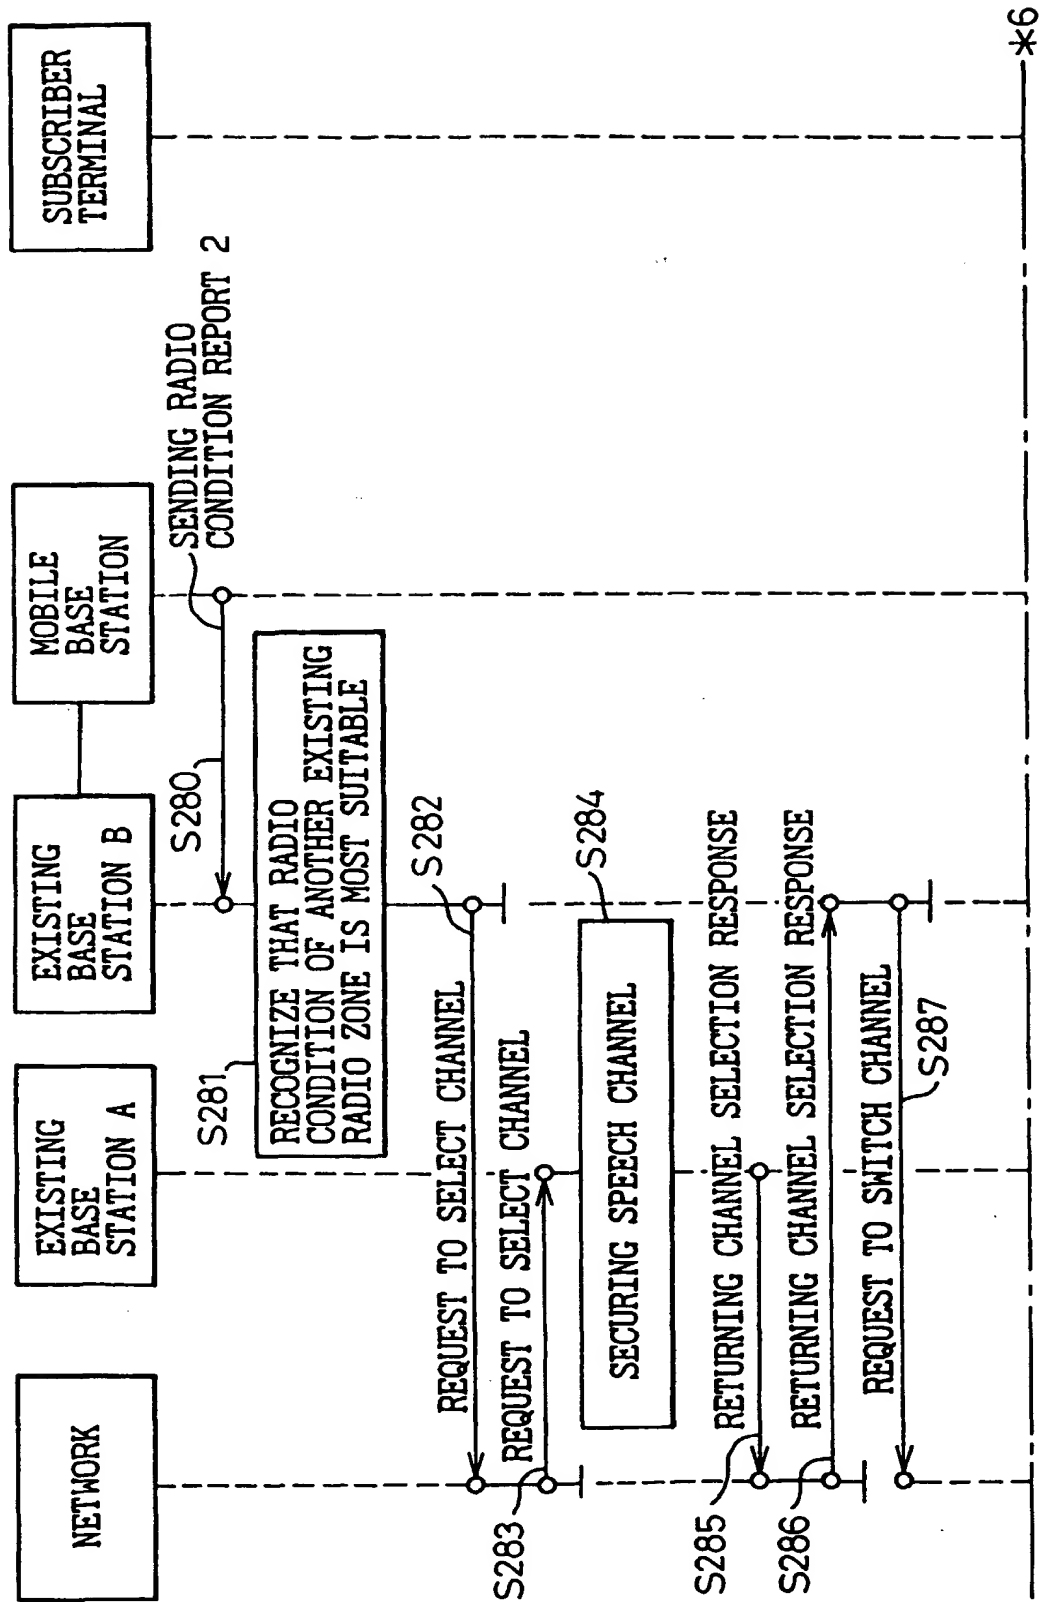 NETWORK
EXISTING
BASE
STATION A
EXISTING
BASE
STATION B
MOBILE
BASE
STATION
SUBSCRIBER
TERMINAL
S280
SENDING RADIO
CONDITION REPORT 2
S281
RECOGNIZE THAT RADIO
CONDITION OF ANOTHER EXISTING
RADIO ZONE IS MOST SUITABLE
REQUEST TO SELECT CHANNEL
S282
S283
REQUEST TO SELECT CHANNEL
SECURING SPEECH CHANNEL
S284
S285
RETURNING CHANNEL SELECTION RESPONSE
S286
RETURNING CHANNEL SELECTION RESPONSE
REQUEST TO SWITCH CHANNEL
S287
*6